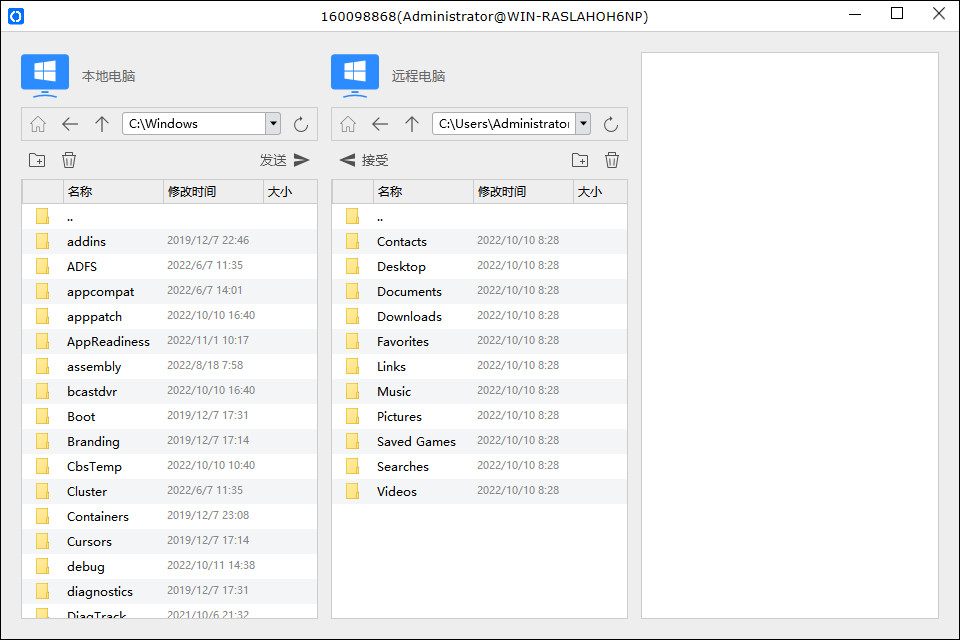 160098868(Administrator@WIN-RASLAHOH6NP)
本地电脑
C:\Windows
发送
名称 修改时间 大小
..
addins 2019/12/7 22:46
ADFS 2022/6/7 11:35
appcompat 2022/6/7 14:01
apppatch 2022/10/10 16:40
AppReadiness 2022/11/1 10:17
assembly 2022/8/18 7:58
bcastdvr 2022/10/10 16:40
Boot 2019/12/7 17:31
Branding 2019/12/7 17:14
CbsTemp 2022/10/10 10:40
Cluster 2022/6/7 11:35
Containers 2019/12/7 23:08
Cursors 2019/12/7 17:14
debug 2022/10/11 14:38
diagnostics 2019/12/7 17:31
DiagTrack 2021/10/6 21:32
远程电脑
C:\Users\Administrator
接受
名称 修改时间 大小
..
Contacts 2022/10/10 8:28
Desktop 2022/10/10 8:28
Documents 2022/10/10 8:28
Downloads 2022/10/10 8:28
Favorites 2022/10/10 8:28
Links 2022/10/10 8:28
Music 2022/10/10 8:28
Pictures 2022/10/10 8:28
Saved Games 2022/10/10 8:28
Searches 2022/10/10 8:28
Videos 2022/10/10 8:28